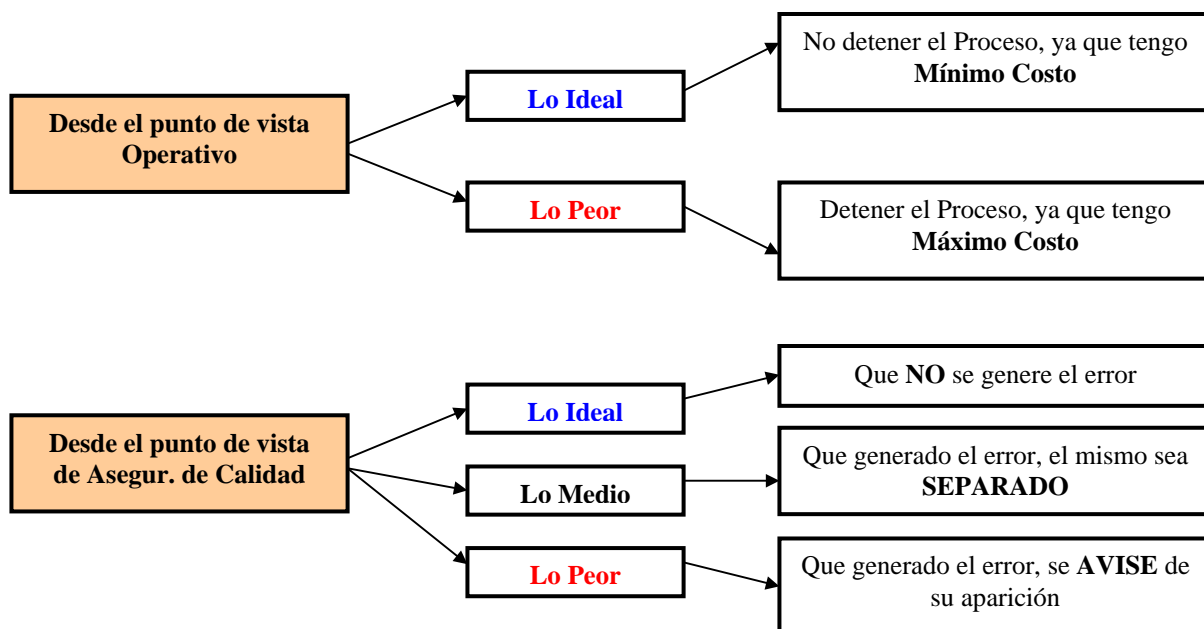 Desde el punto de vista
Operativo
Lo Ideal
No detener el Proceso, ya que tengo
Mínimo Costo
Lo Peor
Detener el Proceso, ya que tengo
Máximo Costo
Desde el punto de vista
de Asegur. de Calidad
Lo Ideal
Que NO se genere el error
Lo Medio
Que generado el error, el mismo sea
SEPARADO
Lo Peor
Que generado el error, se AVISE de
su aparición